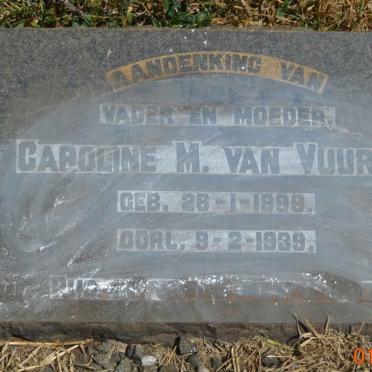 AANDENKING VAN
VADER EN MOEDER.
CAROLINE M. VAN VUUR
GEB. 28-1-1899.
OORL. 9-2-1939.